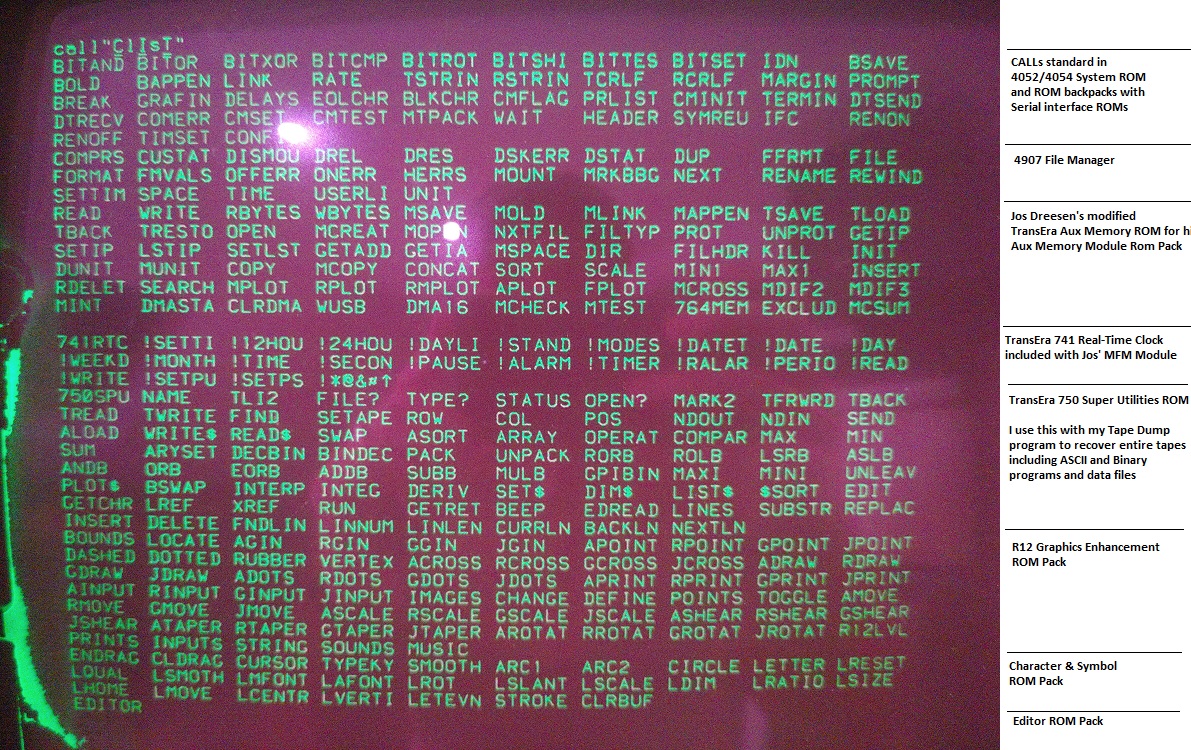 call"CLIsT"
BITAND BITOR BITXOR BITCMP BITROT BITSHI BITTES BITSET IDN BSAVE
BOLD BAPPEN LINK RATE TSTRIN RSTRIN TCRLF RCRLF MARGIN PROMPT
BREAK GRAFIN DELAYS EOLCHR BLKCHR CMFLAG PRLIST CMINIT TERMIN DTSEND
DTRECV COMERR CMSET CMTEST MTPACK WAIT HEADER SYMREU IFC RENON
RENOFF TIMSET CONF
COMPRS CUSTAT DISMOU DREL DRES DSKERR DSTAT DUP FFRMT FILE
FORMAT FMVALS OFFERR ONERR HERRS MOUNT MRKBBG NEXT RENAME REWIND
SETTIM SPACE TIME USERLI UNIT
READ WRITE RBYTES WBYTES MSAVE MOLD MLINK MAPPEN TSAVE TLOAD
TBACK TRESTO OPEN MCREAT NXTFIL FILTYP PROT UNPROT GETIP
SETIP LSTIP SETLST GETADD GETIA MSPACE DIR FILHDR KILL INIT
DUNIT MUNIT COPY MCOPY CONCAT SORT SCALE MIN1 MAX1 INSERT
RDELET SEARCH MPLOT RPLOT RMPLOT APLOT FPLOT MCROSS MDIF2 MDIF3
MINT DMASTA CLRDMA WUSB DMA16 MCHECK MTEST 764MEM EXCLUD MCSUM
741RTC !SETTI !12HOU !24HOU !DAYLI !STAND !MODES !DATET !DATE !DAY
!WEEKD !MONTH !TIME !SECON !PAUSE !ALARM !TIMER !RALAR !PERIO !READ
!WRITE !SETPU !SETPS !*@&#↑
750SPU NAME TLI2 FILE? TYPE? STATUS OPEN? MARK2 TFRWRD TBACK
TREAD TWRITE FIND SETAPE ROW COL POS NDOUT NDIN SEND
ALOAD WRITE$ READ$ SWAP ASORT ARRAY OPERAT COMPAR MAX MIN
SUM ARYSET DECBIN BINDEC PACK UNPACK RORB ROLB LSRB ASLB
ANDB ORB EORB ADDB SUBB MULB GPIBIN MAXI MINI UNLEAV
PLOT$ BSWAP INTERP INTEG DERIV SET$ DIM$ LIST$ $SORT EDIT
GETCHR LREF XREF RUN GETRET BEEP EDREAD LINES SUBSTR REPLAC
INSERT DELETE FNDLIN LINNUM LINLEN CURRLN BACKLN NEXTLN
BOUNDS LOCATE AGIN RGIN GGIN JGIN APOINT RPOINT GPOINT JPOINT
DASHED DOTTED RUBBER VERTEX ACROSS RCROSS GCROSS JCROSS ADRAW RDRAW
GDRAW JDRAW ADOTS RDOTS GDOTS JDOTS APRINT RPRINT GPRINT JPRINT
AINPUT RINPUT GINPUT JINPUT IMAGES CHANGE DEFINE POINTS TOGGLE AMOVE
RMOVE GMOVE JMOVE ASCALE RSCALE GSCALE JSCALE ASHEAR RSHEAR GSHEAR
JSHEAR ATAPER RTAPER GTAPER JTAPER AROTAT RROTAT GROTAT JROTAT R12LVL
PRINTS INPUTS STRING SOUNDS MUSIC
ENDRAG CLDRAG CURSOR TYPEKY SMOOTH ARC1 ARC2 CIRCLE LETTER LRESET
LQUAL LSMOTH LMFONT LAFONT LROT LSLANT LSCALE LDIM LRATIO LSIZE
LHOME LMOVE LCENTR LVERTI LETEVN STROKE CLRBUF
EDITOR
CALLs standard in
4052/4054 System ROM
and ROM backpacks with
Serial interface ROMs
4907 File Manager
Jos Dreesen's modified
TransEra Aux Memory ROM for hi
Aux Memory Module Rom Pack
TransEra 741 Real-Time Clock
included with Jos' MFM Module
TransEra 750 Super Utilities ROM
I use this with my Tape Dump
program to recover entire tapes
including ASCII and Binary
programs and data files
R12 Graphics Enhancement
ROM Pack
Character & Symbol
ROM Pack
Editor ROM Pack